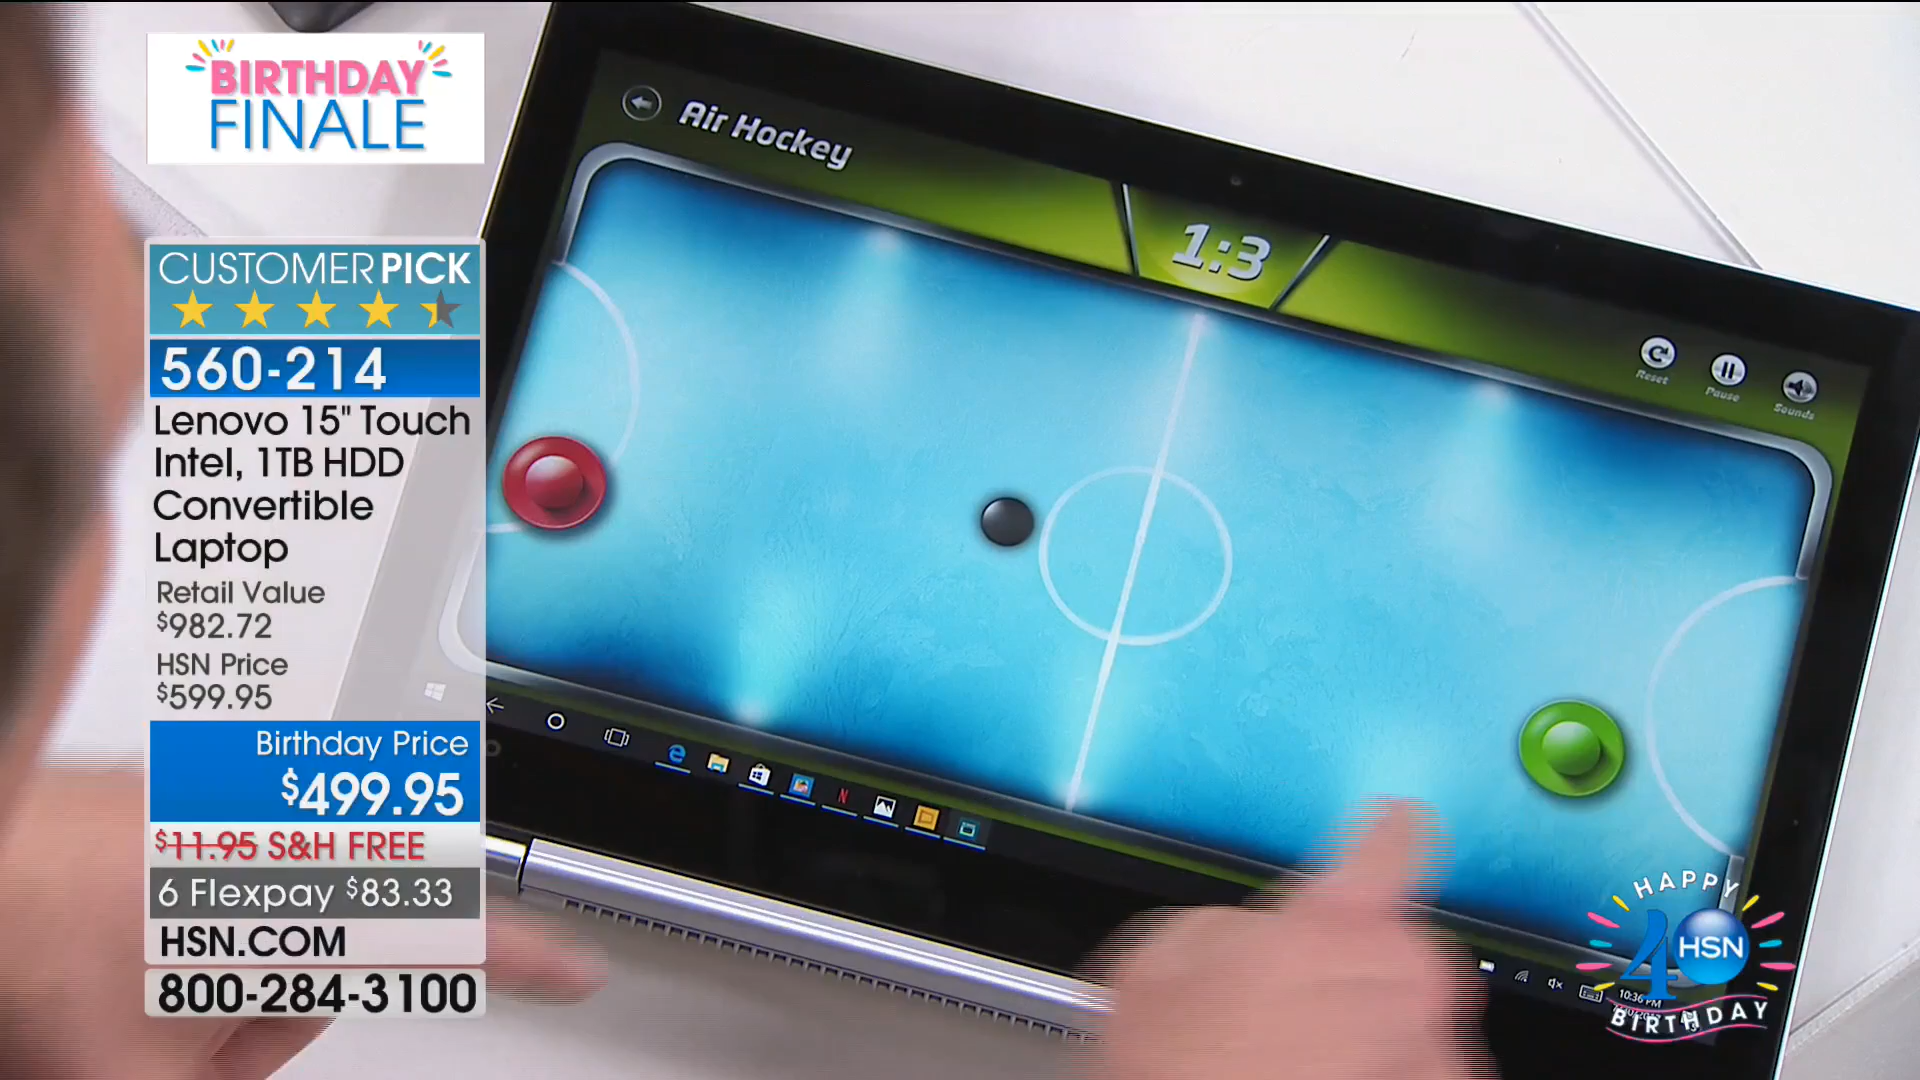 BIRTHDAY
FINALE
CUSTOMER PICK
560-214
Lenovo 15" Touch
Intel, 1TB HDD
Convertible
Laptop
Retail Value
$982.72
HSN Price
$599.95
Birthday Price
$499.95
$11.95 S&H FREE
6 Flexpay $83.33
HSN.COM
800-284-3100
Air Hockey
1:3
Reset
Pause
Sounds
10:36 PM
HAPPY
40 HSN
BIRTHDAY